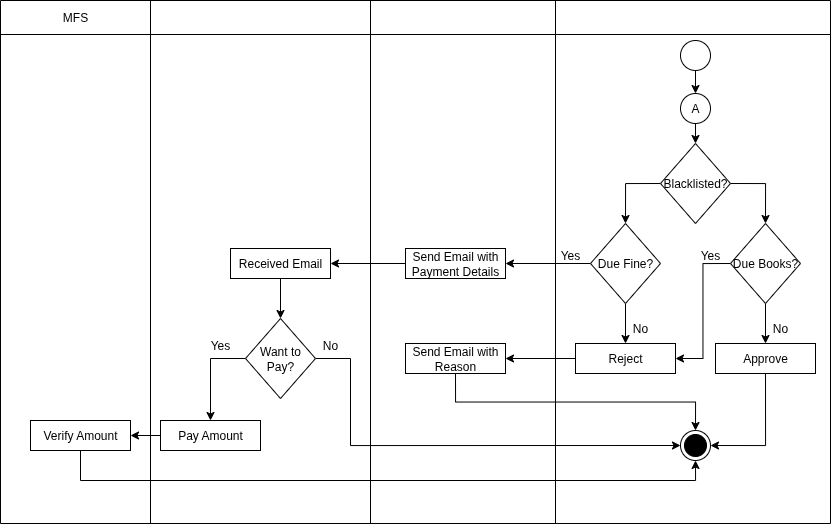 MFS
A
Blacklisted?
Yes
Due Fine?
Yes
Due Books?
Received Email
Send Email with
Payment Details
No
No
Yes
Want to
Pay?
No
Send Email with
Reason
Reject
Approve
Verify Amount
Pay Amount